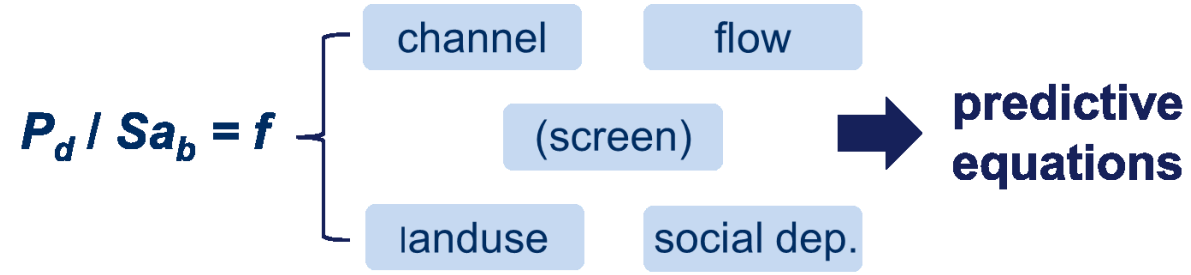 channel flow
P_d / Sa_b = f (screen) predictive equations
landuse social dep.